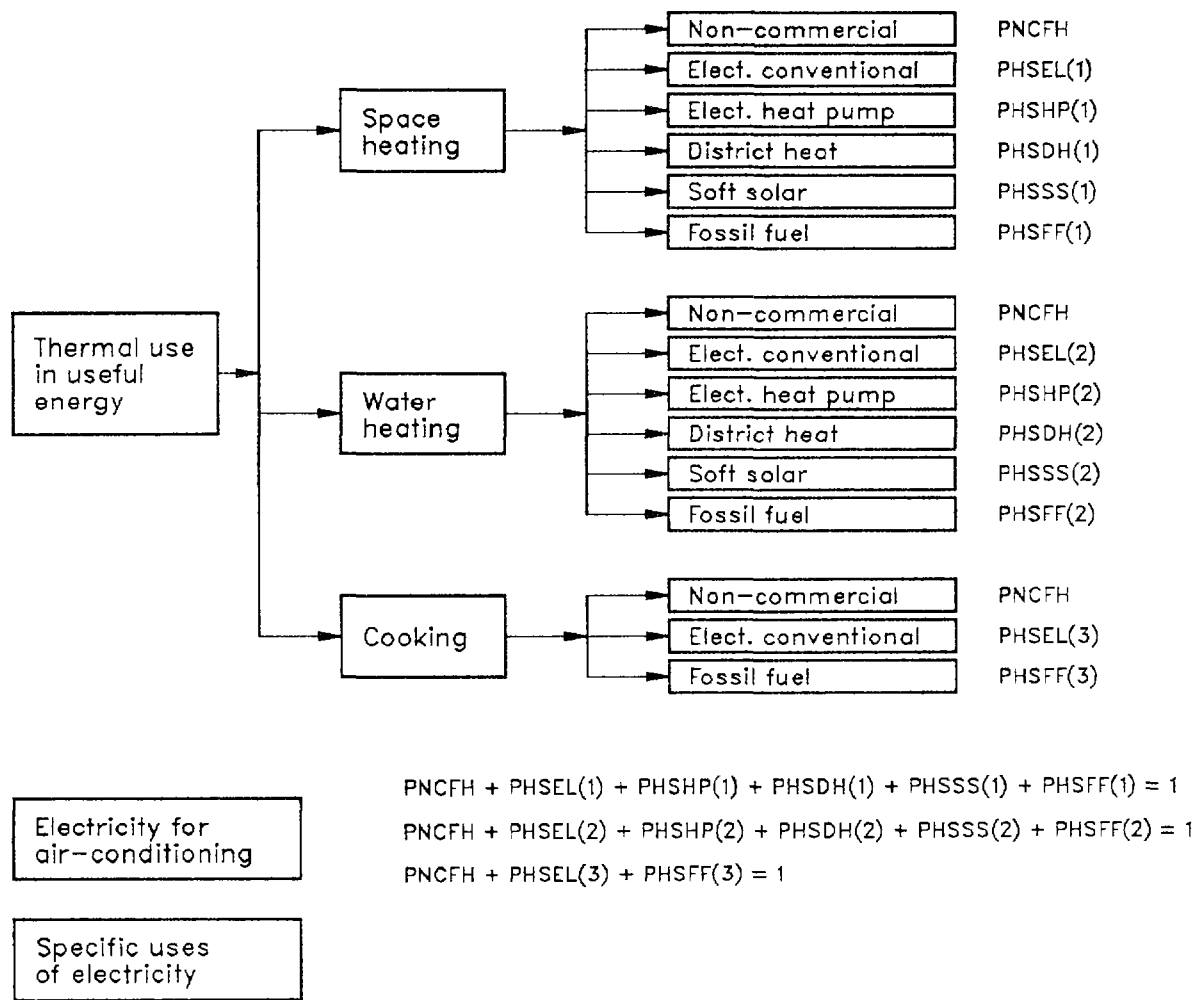 Non-commercial PNCFH
Elect. conventional PHSEL(1)
Elect. heat pump PHSHP(1)
District heat PHSDH(1)
Soft solar PHSSS(1)
Fossil fuel PHSFF(1)
Space
heating
Non-commercial PNCFH
Elect. conventional PHSEL(2)
Elect. heat pump PHSHP(2)
District heat PHSDH(2)
Soft solar PHSSS(2)
Fossil fuel PHSFF(2)
Thermal use
in useful
energy
Water
heating
Non-commercial PNCFH
Elect. conventional PHSEL(3)
Fossil fuel PHSFF(3)
Cooking
PNCFH + PHSEL(1) + PHSHP(1) + PHSDH(1) + PHSSS(1) + PHSFF(1) = 1
PNCFH + PHSEL(2) + PHSHP(2) + PHSDH(2) + PHSSS(2) + PHSFF(2) = 1
PNCFH + PHSEL(3) + PHSFF(3) = 1
Electricity for
air-conditioning
Specific uses
of electricity